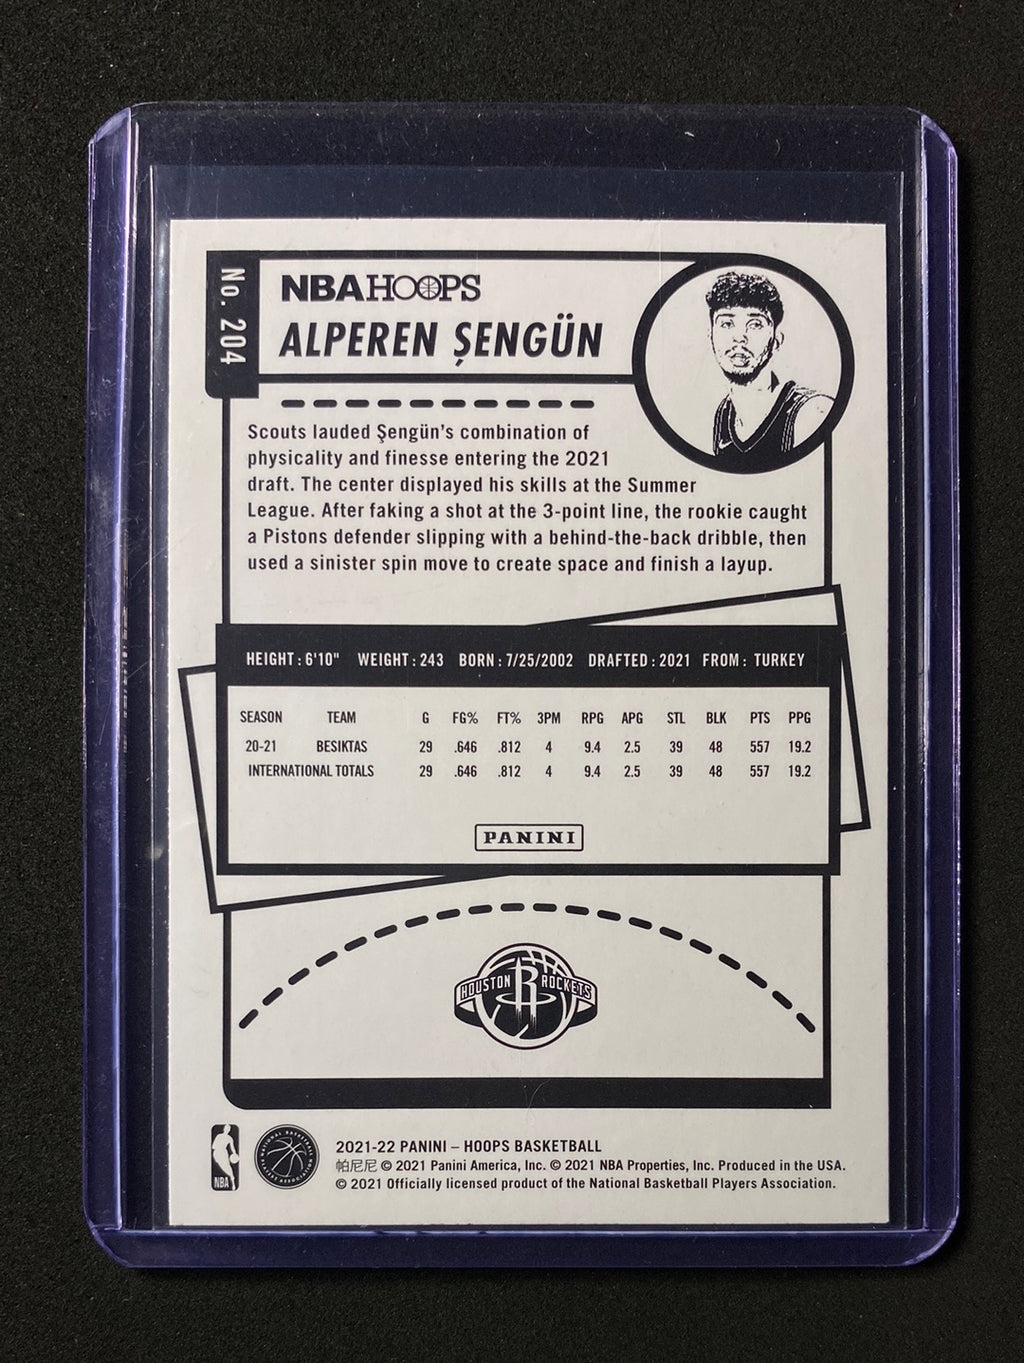 No. 204
NBA HOOPS
ALPEREN ŞENGÜN
Scouts lauded Şengün's combination of
physicality and finesse entering the 2021
draft. The center displayed his skills at the Summer
League. After faking a shot at the 3-point line, the rookie caught
a Pistons defender slipping with a behind-the-back dribble, then
used a sinister spin move to create space and finish a layup.
HEIGHT: 6'10" WEIGHT: 243 BORN: 7/25/2002 DRAFTED: 2021 FROM: TURKEY
SEASON TEAM G FG% FT% 3PM RPG APG STL BLK PTS PPG
20-21 BESIKTAS 29 .646 .812 4 9.4 2.5 39 48 557 19.2
INTERNATIONAL TOTALS 29 .646 .812 4 9.4 2.5 39 48 557 19.2
PANINI
HOUSTON R ROCKETS
NBA
NATIONAL BASKETBALL PLAYERS ASSOCIATION
2021-22 PANINI – HOOPS BASKETBALL
帕尼尼 © 2021 Panini America, Inc. © 2021 NBA Properties, Inc. Produced in the USA.
© 2021 Officially licensed product of the National Basketball Players Association.